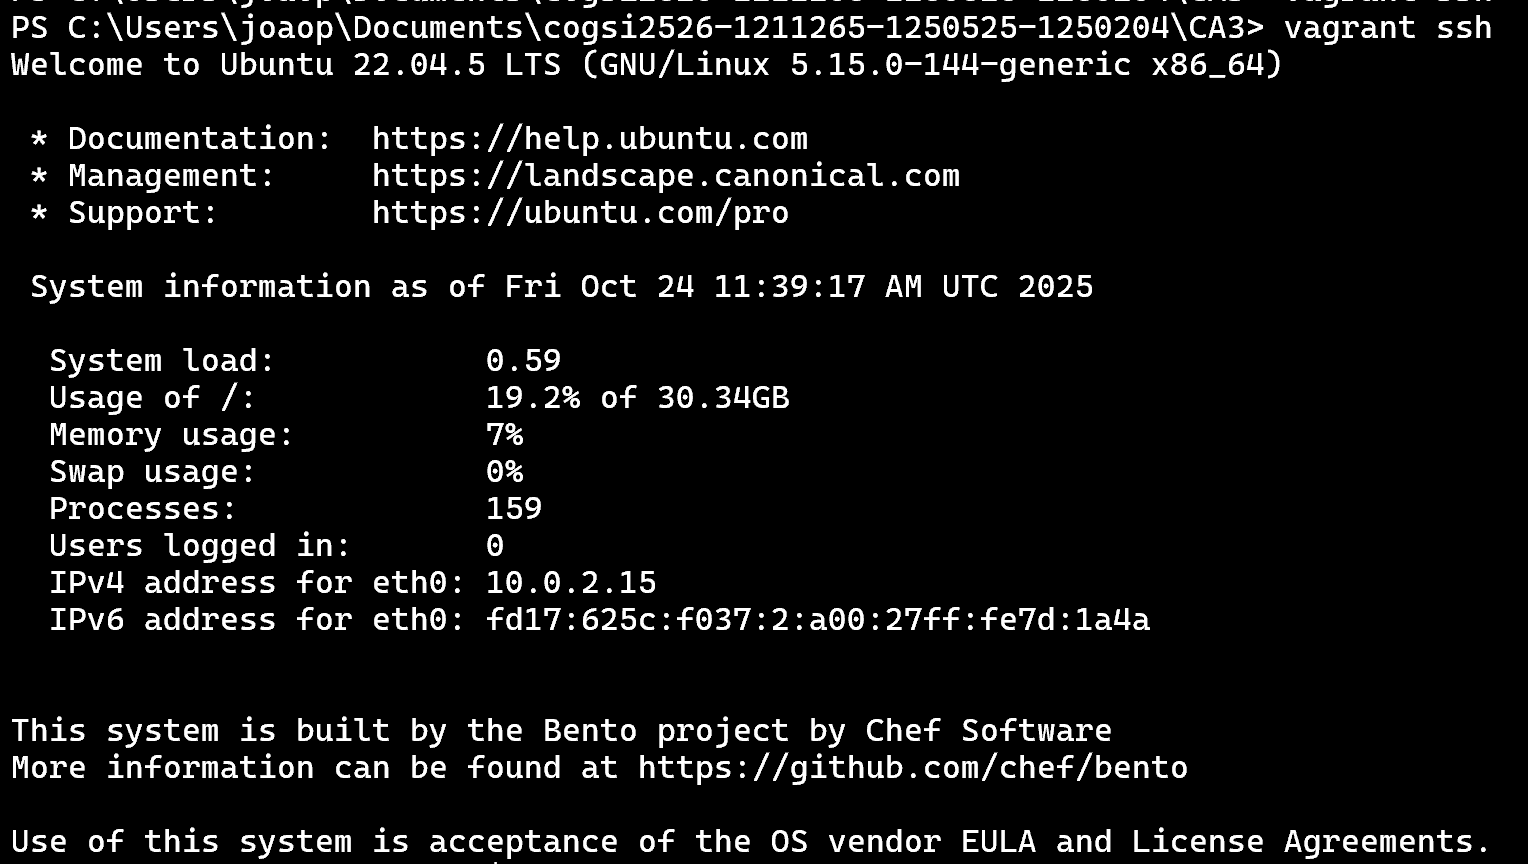 PS C:\Users\joaop\Documents\cogsi2526-1211265-1250525-1250204\CA3> vagrant ssh
Welcome to Ubuntu 22.04.5 LTS (GNU/Linux 5.15.0-144-generic x86_64)
* Documentation: https://help.ubuntu.com
* Management: https://landscape.canonical.com
* Support: https://ubuntu.com/pro
System information as of Fri Oct 24 11:39:17 AM UTC 2025
System load: 0.59
Usage of /: 19.2% of 30.34GB
Memory usage: 7%
Swap usage: 0%
Processes: 159
Users logged in: 0
IPv4 address for eth0: 10.0.2.15
IPv6 address for eth0: fd17:625c:f037:2:a00:27ff:fe7d:1a4a
This system is built by the Bento project by Chef Software
More information can be found at https://github.com/chef/bento
Use of this system is acceptance of the OS vendor EULA and License Agreements.